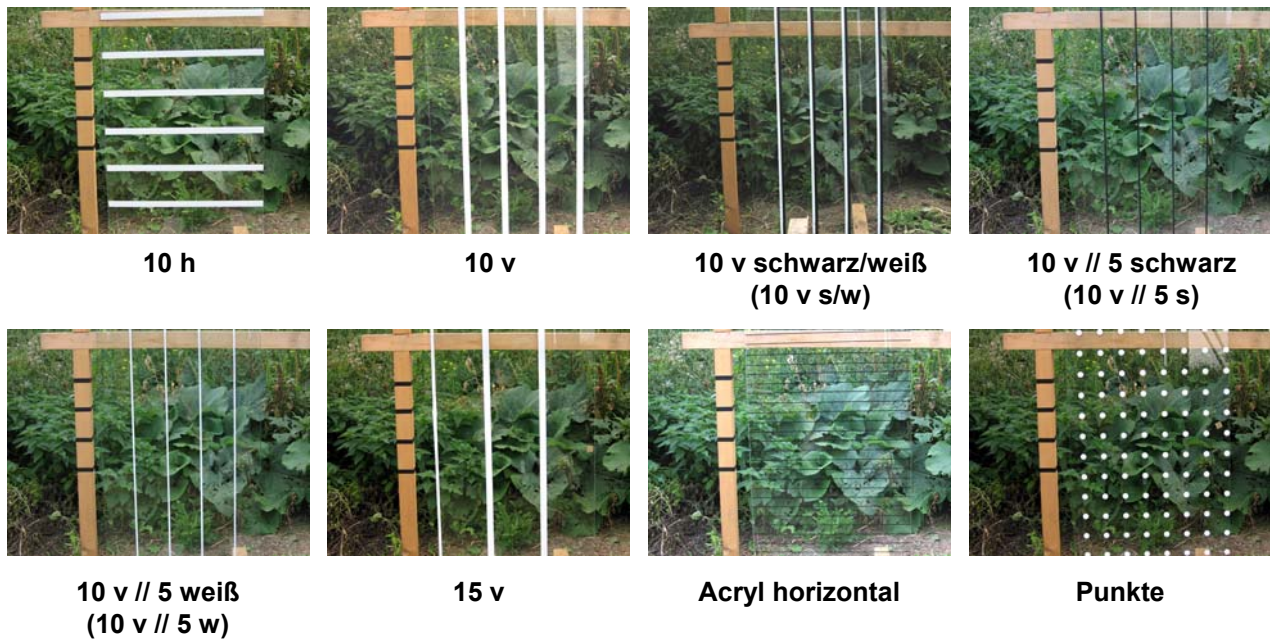 10 h
10 v
10 v schwarz/weiß
(10 v s/w)
10 v // 5 schwarz
(10 v // 5 s)
10 v // 5 weiß
(10 v // 5 w)
15 v
Acryl horizontal
Punkte